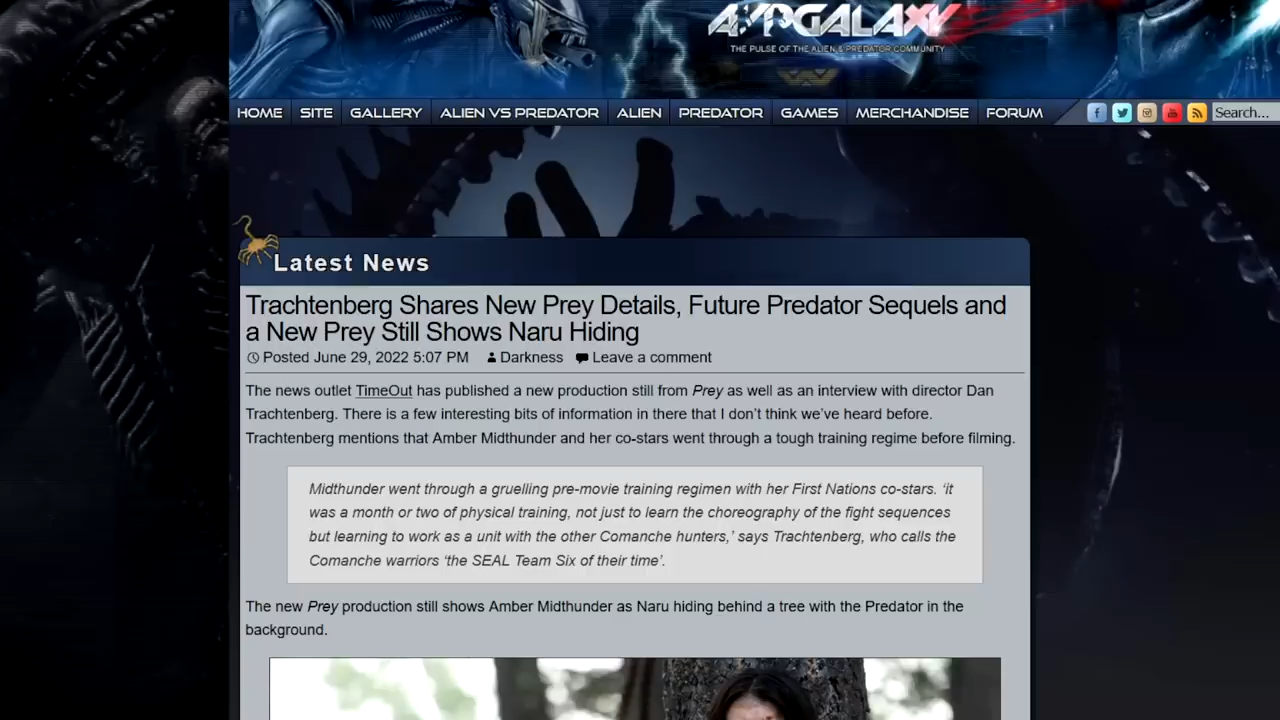 AVPGALAXY
THE PULSE OF THE ALIEN & PREDATOR COMMUNITY
HOME SITE GALLERY ALIEN VS PREDATOR ALIEN PREDATOR GAMES MERCHANDISE FORUM Search...
Latest News
Trachtenberg Shares New Prey Details, Future Predator Sequels and
a New Prey Still Shows Naru Hiding
Posted June 29, 2022 5:07 PM Darkness Leave a comment
The news outlet TimeOut has published a new production still from Prey as well as an interview with director Dan
Trachtenberg. There is a few interesting bits of information in there that I don’t think we’ve heard before.
Trachtenberg mentions that Amber Midthunder and her co-stars went through a tough training regime before filming.
Midthunder went through a gruelling pre-movie training regimen with her First Nations co-stars. ‘it
was a month or two of physical training, not just to learn the choreography of the fight sequences
but learning to work as a unit with the other Comanche hunters,’ says Trachtenberg, who calls the
Comanche warriors ‘the SEAL Team Six of their time’.
The new Prey production still shows Amber Midthunder as Naru hiding behind a tree with the Predator in the
background.